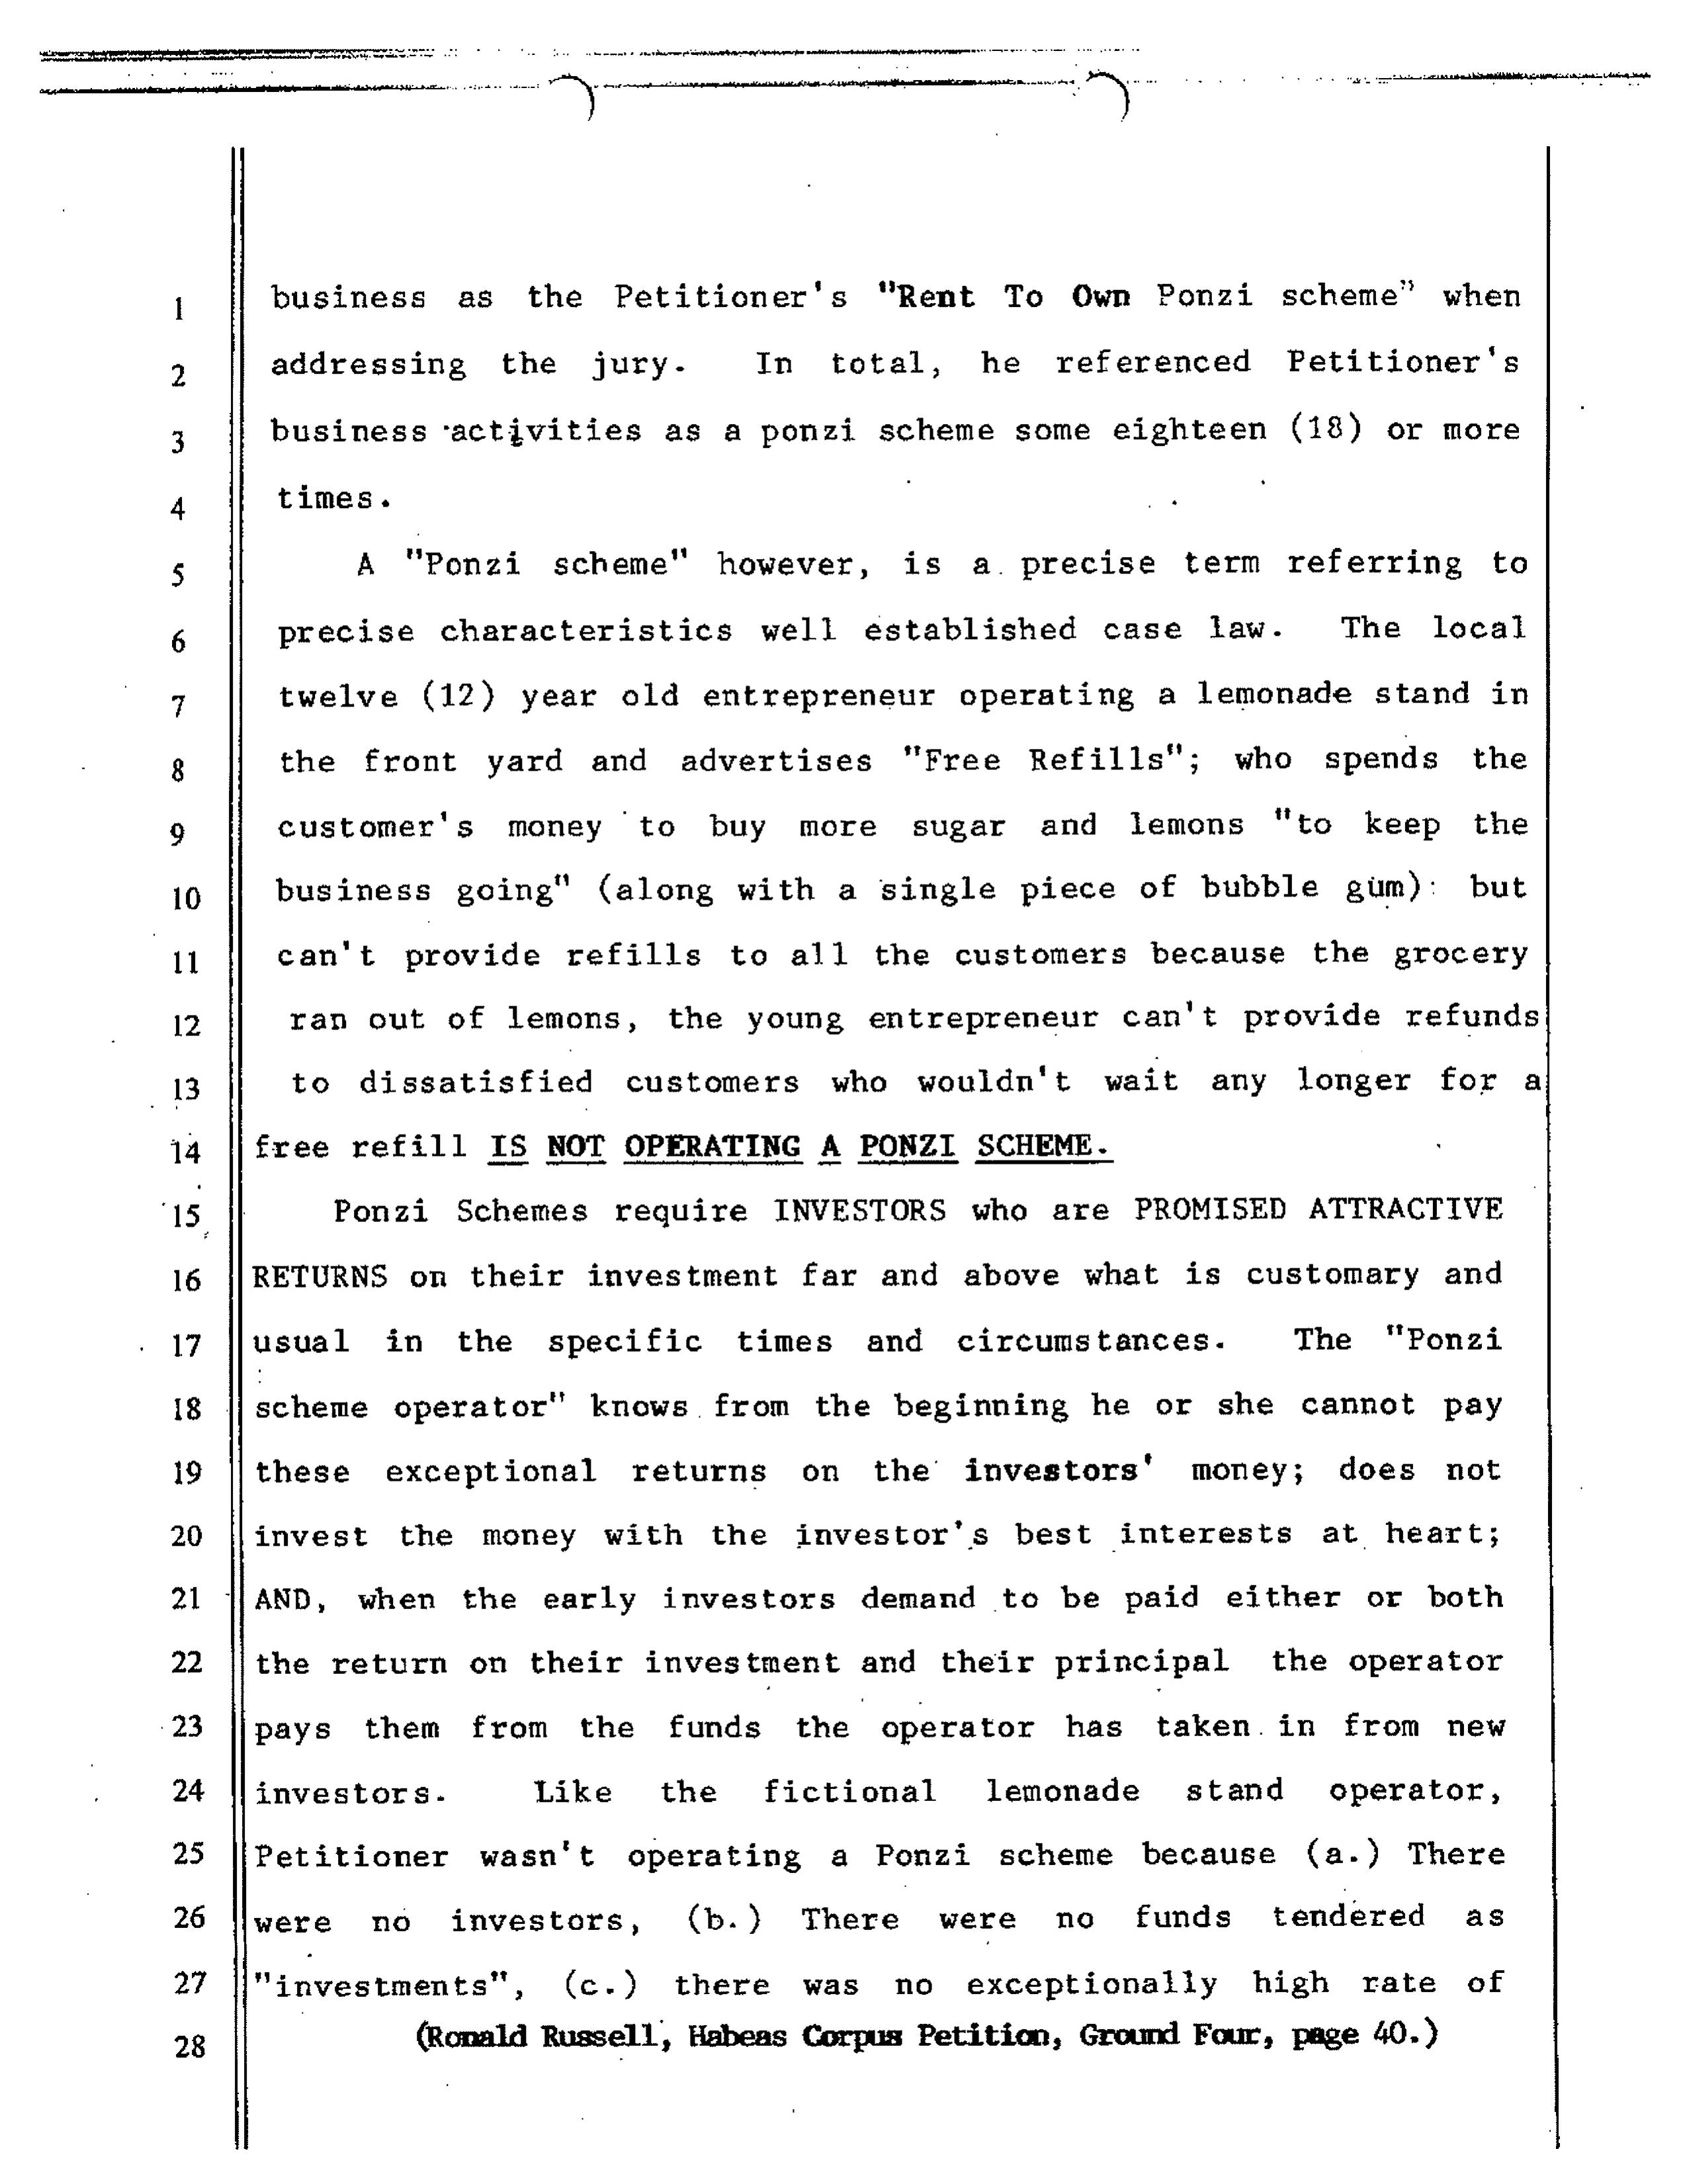 1 business as the Petitioner's "Rent To Own Ponzi scheme" when
2 addressing the jury. In total, he referenced Petitioner's
3 business activities as a ponzi scheme some eighteen (18) or more
4 times.
5 A "Ponzi scheme" however, is a precise term referring to
6 precise characteristics well established case law. The local
7 twelve (12) year old entrepreneur operating a lemonade stand in
8 the front yard and advertises "Free Refills"; who spends the
9 customer's money to buy more sugar and lemons "to keep the
10 business going" (along with a single piece of bubble gum): but
11 can't provide refills to all the customers because the grocery
12 ran out of lemons, the young entrepreneur can't provide refunds
13 to dissatisfied customers who wouldn't wait any longer for a
14 free refill IS NOT OPERATING A PONZI SCHEME.
15 Ponzi Schemes require INVESTORS who are PROMISED ATTRACTIVE
16 RETURNS on their investment far and above what is customary and
17 usual in the specific times and circumstances. The "Ponzi
18 scheme operator" knows from the beginning he or she cannot pay
19 these exceptional returns on the investors' money; does not
20 invest the money with the investor's best interests at heart;
21 AND, when the early investors demand to be paid either or both
22 the return on their investment and their principal the operator
23 pays them from the funds the operator has taken in from new
24 investors. Like the fictional lemonade stand operator,
25 Petitioner wasn't operating a Ponzi scheme because (a.) There
26 were no investors, (b.) There were no funds tendered as
27 "investments", (c.) there was no exceptionally high rate of
28 (Ronald Russell, Habeas Corpus Petition, Ground Four, page 40.)